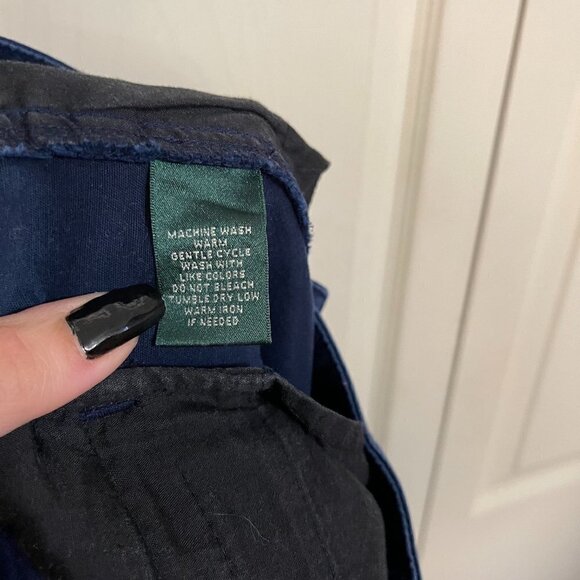 MACHINE WASH
WARM
GENTLE CYCLE
WASH WITH
LIKE COLORS
DO NOT BLEACH
TUMBLE DRY LOW
WARM IRON
IF NEEDED